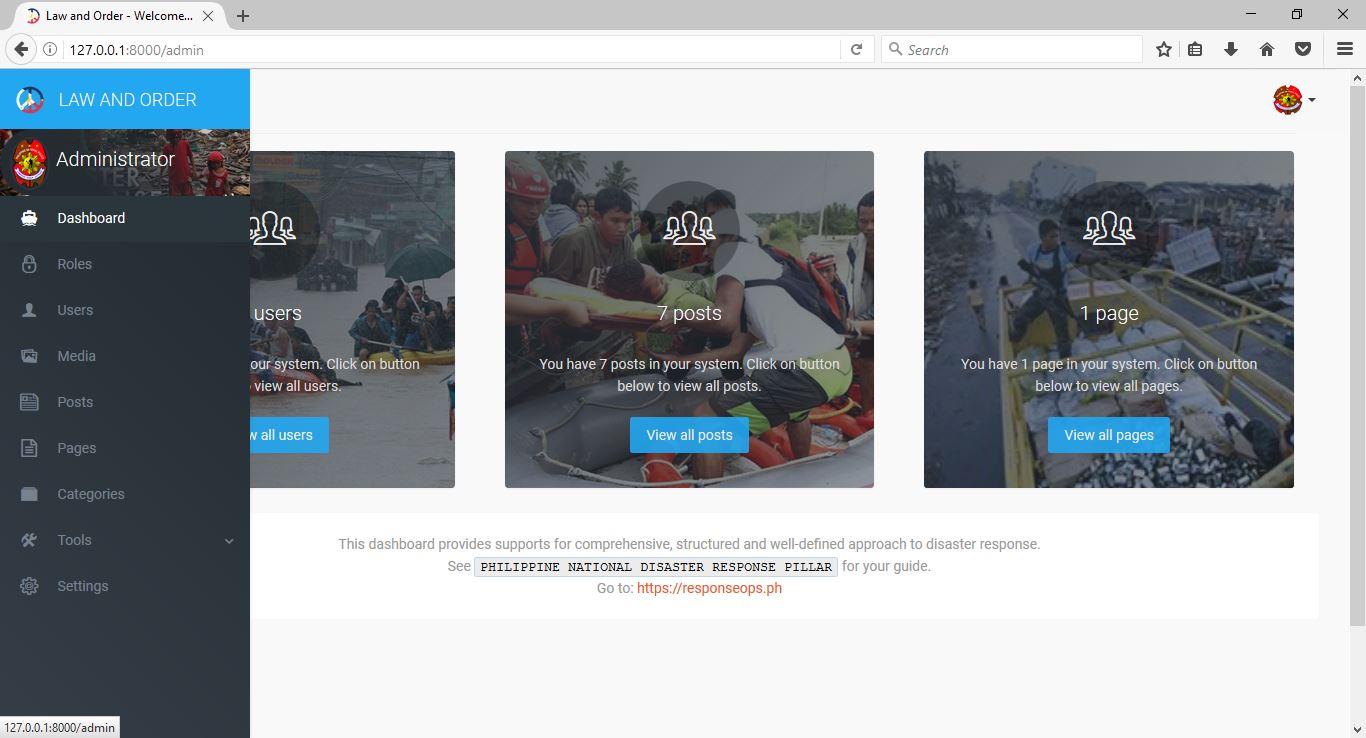 Law and Order - Welcome...
127.0.0.1:8000/admin
Search
LAW AND ORDER
Administrator
Dashboard
Roles
Users
Media
Posts
Pages
Categories
Tools
Settings
users
our system. Click on button
view all users.
all users
7 posts
You have 7 posts in your system. Click on button
below to view all posts.
View all posts
1 page
You have 1 page in your system. Click on button
below to view all pages.
View all pages
This dashboard provides supports for comprehensive, structured and well-defined approach to disaster response.
See PHILIPPINE NATIONAL DISASTER RESPONSE PILLAR for your guide.
Go to: https://responseops.ph
127.0.0.1:8000/admin